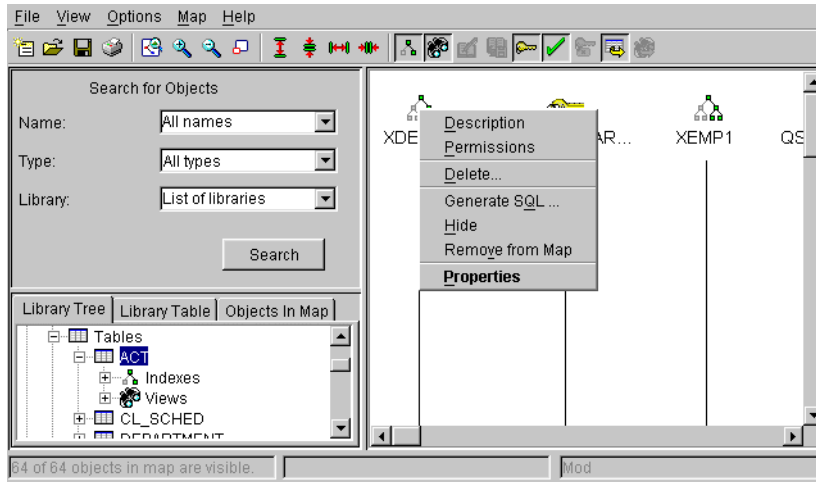 File View Options Map Help
Search for Objects
Name: All names
Type: All types
Library: List of libraries
Search
Library Tree Library Table Objects In Map
Tables
ACT
Indexes
Views
CL_SCHED
DEPARTMENT
XDE
AR...
XEMP1
QS
Description
Permissions
Delete...
Generate SQL ...
Hide
Remove from Map
Properties
64 of 64 objects in map are visible.
Mod